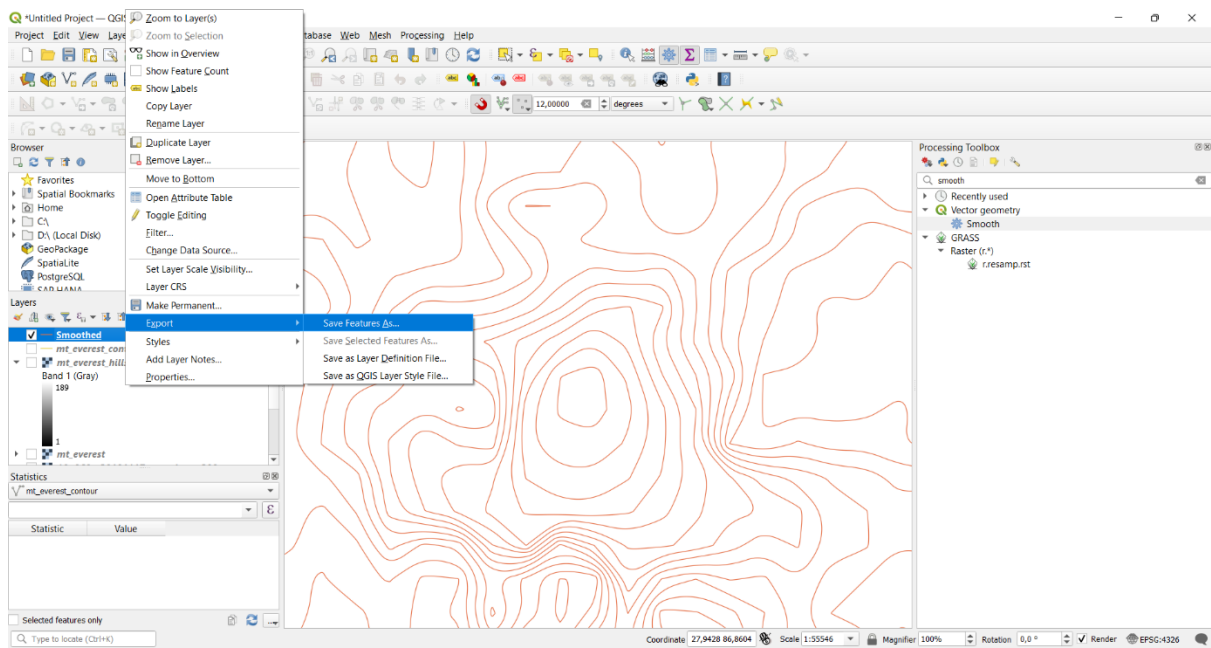 *Untitled Project — QGIS
Project Edit View Laye
tabase Web Mesh Processing Help
Zoom to Layer(s)
Zoom to Selection
Show in Overview
Show Feature Count
Show Labels
Copy Layer
Rename Layer
Duplicate Layer
Remove Layer...
Move to Bottom
Open Attribute Table
Toggle Editing
Filter...
Change Data Source...
Set Layer Scale Visibility...
Layer CRS
Make Permanent...
Export
Styles
Add Layer Notes...
Properties...
Save Features As...
Save Selected Features As...
Save as Layer Definition File...
Save as QGIS Layer Style File...
12,00000
degrees
Browser
Favorites
Spatial Bookmarks
Home
C:\
D:\ (Local Disk)
GeoPackage
SpatiaLite
PostgreSQL
SAP HANA
Layers
Smoothed
mt_everest_con
mt_everest_hill
Band 1 (Gray)
189
1
mt_everest
Statistics
mt_everest_contour
ε
Statistic Value
Selected features only
Processing Toolbox
smooth
Recently used
Vector geometry
Smooth
GRASS
Raster (r.*)
r.resamp.rst
Type to locate (Ctrl+K)
Coordinate 27,9428 86,8604 Scale 1:55546 Magnifier 100% Rotation 0,0 ° Render EPSG:4326